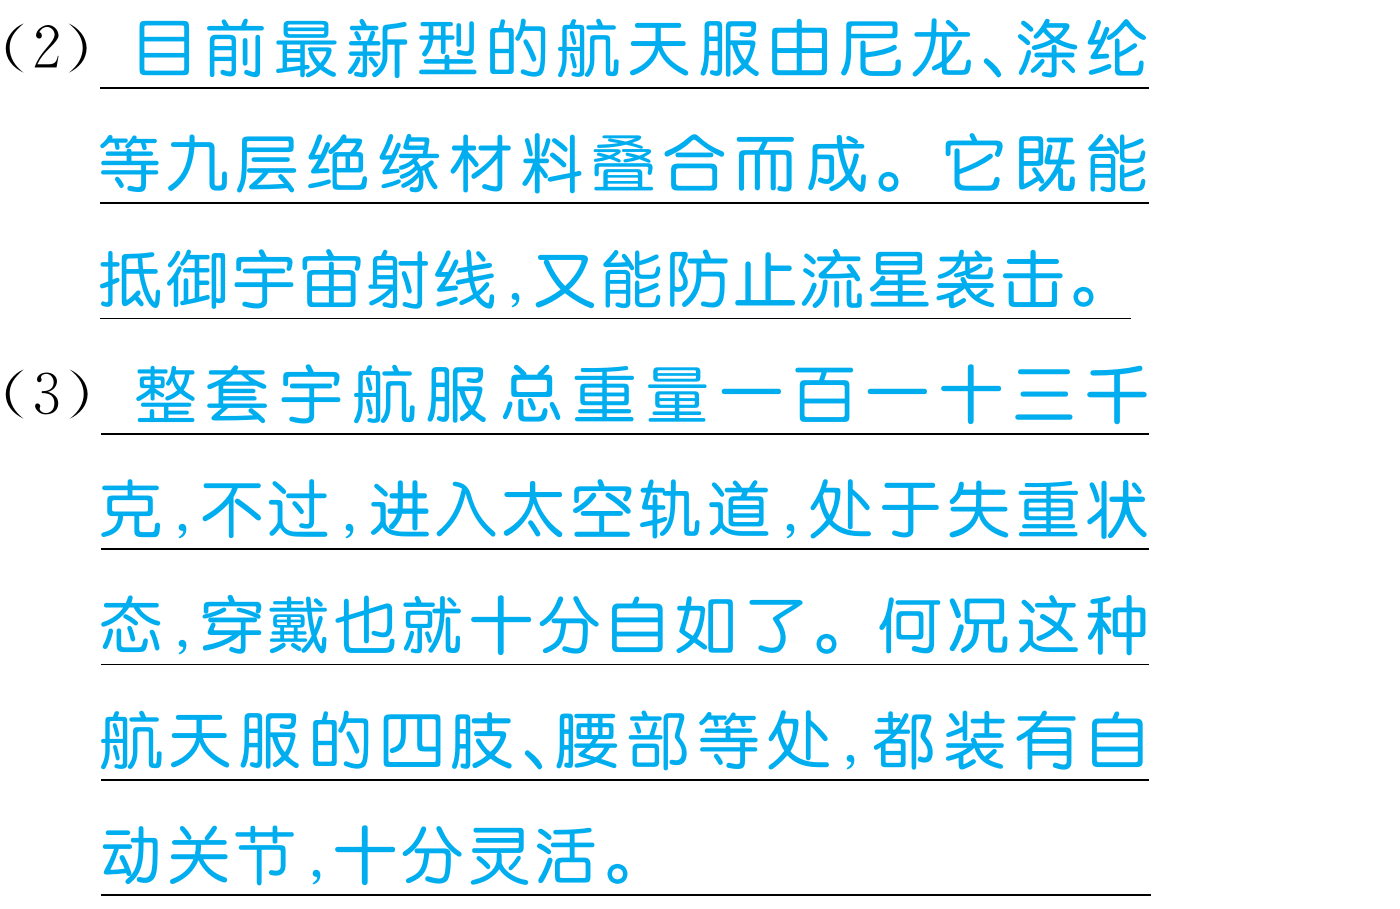 （2）目前最新型的航天服由尼龙、涤纶
等九层绝缘材料叠合而成。它既能
抵御宇宙射线,又能防止流星袭击。
（3）整套宇航服总重量一百一十三千
克,不过,进入太空轨道,处于失重状
态,穿戴也就十分自如了。何况这种
航天服的四肢、腰部等处,都装有自
动关节,十分灵活。